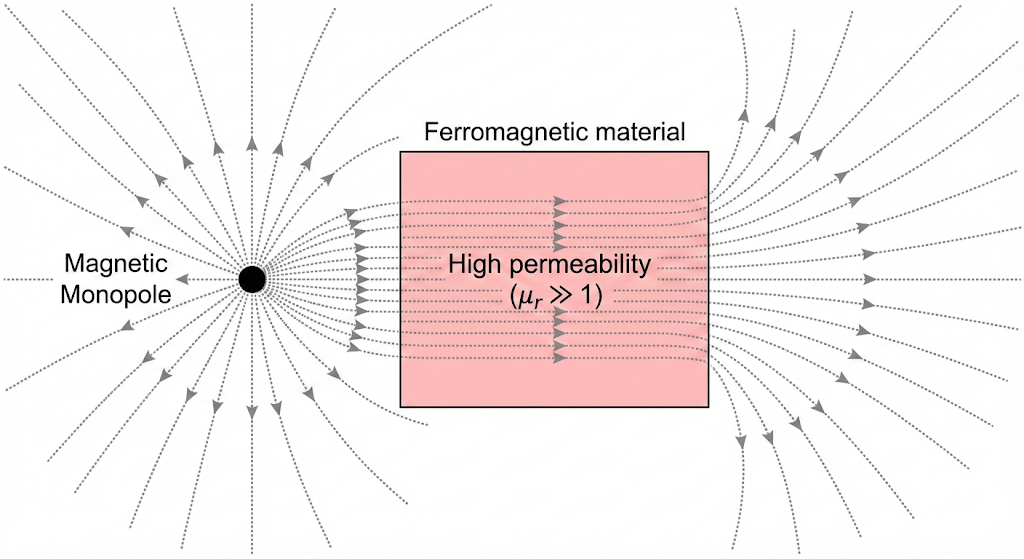 Ferromagnetic material
Magnetic
Monopole
High permeability
(μᵣ ≫ 1)